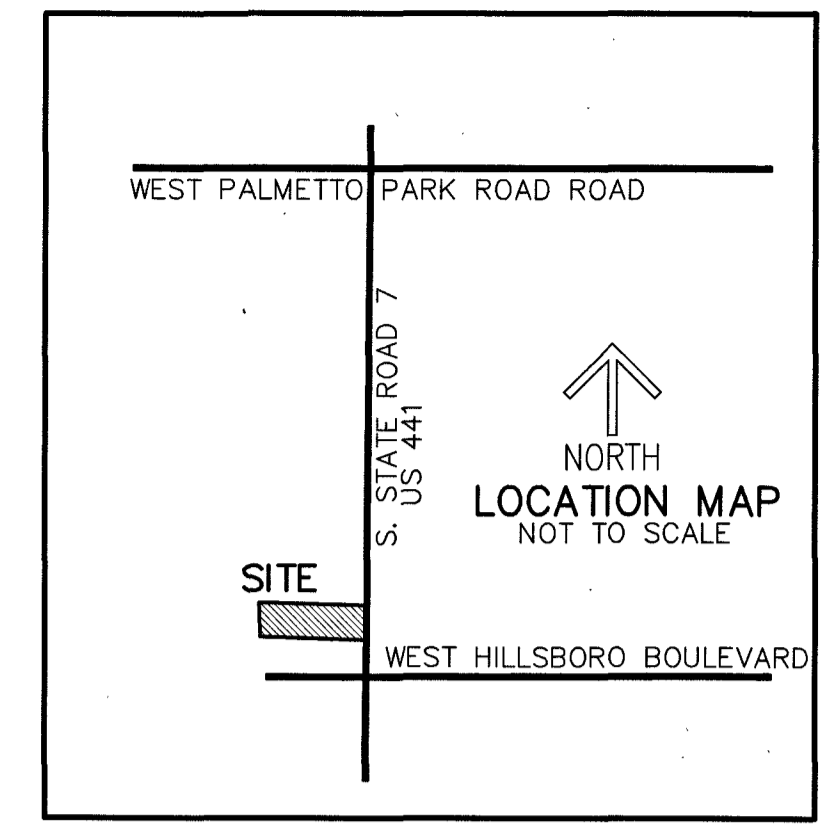 WEST PALMETTO PARK ROAD ROAD
S. STATE ROAD 7
US 441
NORTH
LOCATION MAP
NOT TO SCALE
SITE
WEST HILLSBORO BOULEVARD